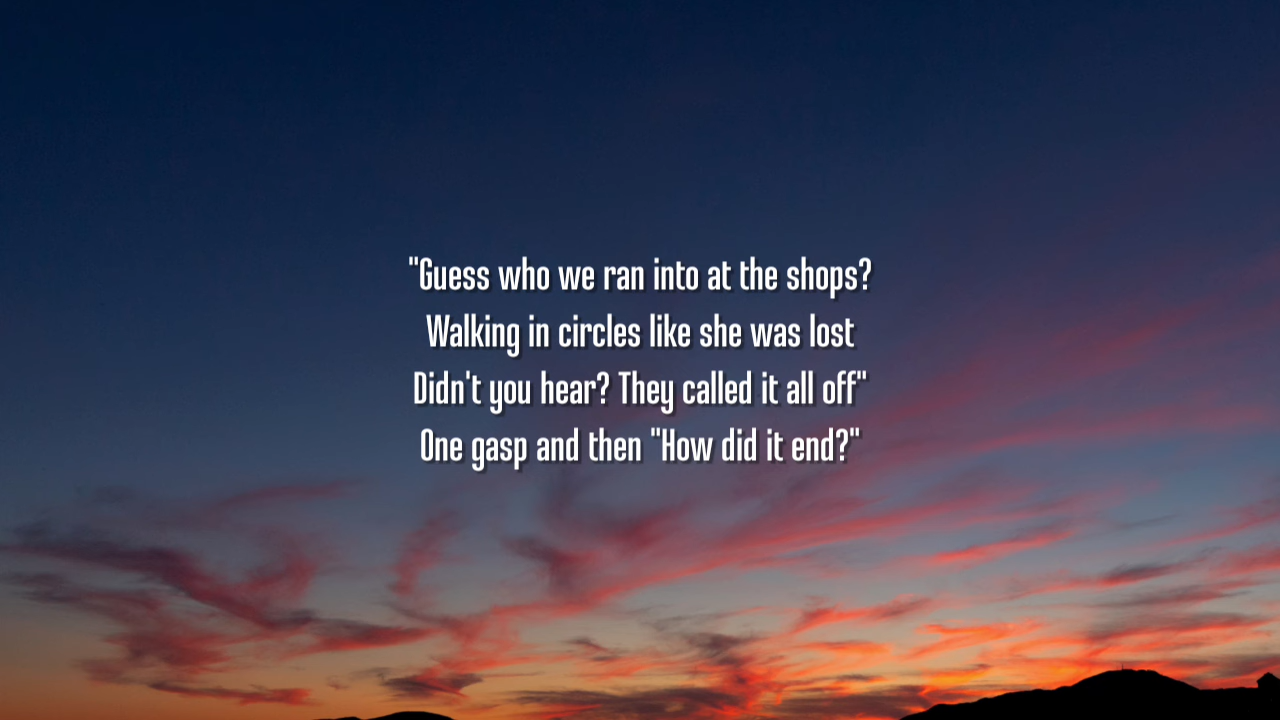 "Guess who we ran into at the shops?
Walking in circles like she was lost
Didn't you hear? They called it all off"
One gasp and then "How did it end?"